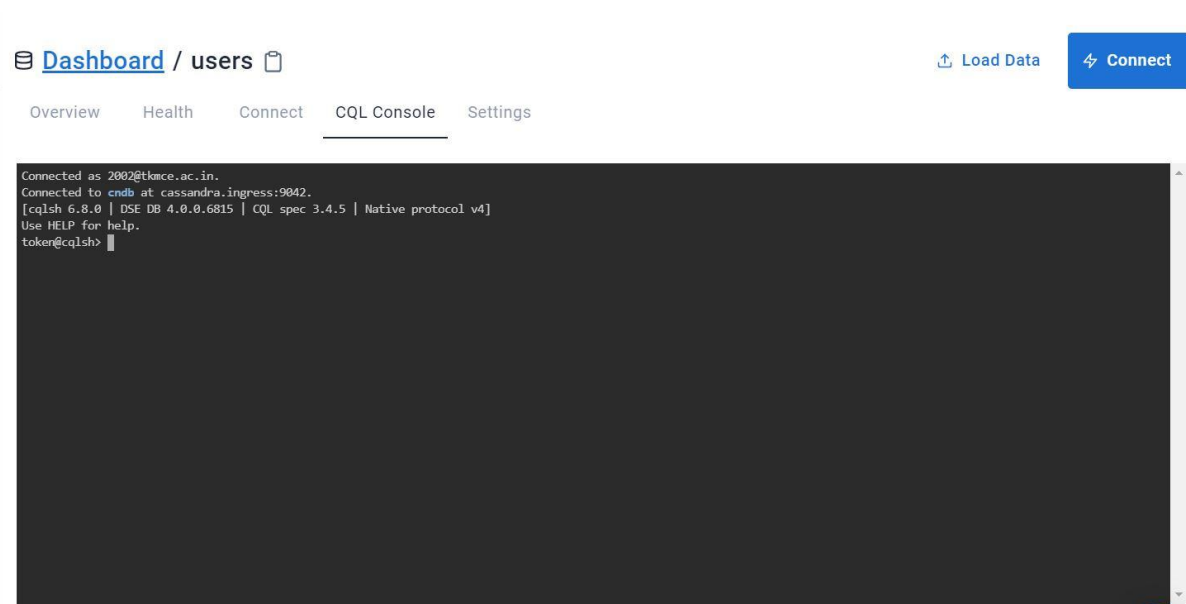 Dashboard / users
Load Data
Connect
Overview Health Connect CQL Console Settings
Connected as 2002@tkmce.ac.in.
Connected to cndb at cassandra.ingress:9042.
[cqlsh 6.8.0 | DSE DB 4.0.0.6815 | CQL spec 3.4.5 | Native protocol v4]
Use HELP for help.
token@cqlsh>